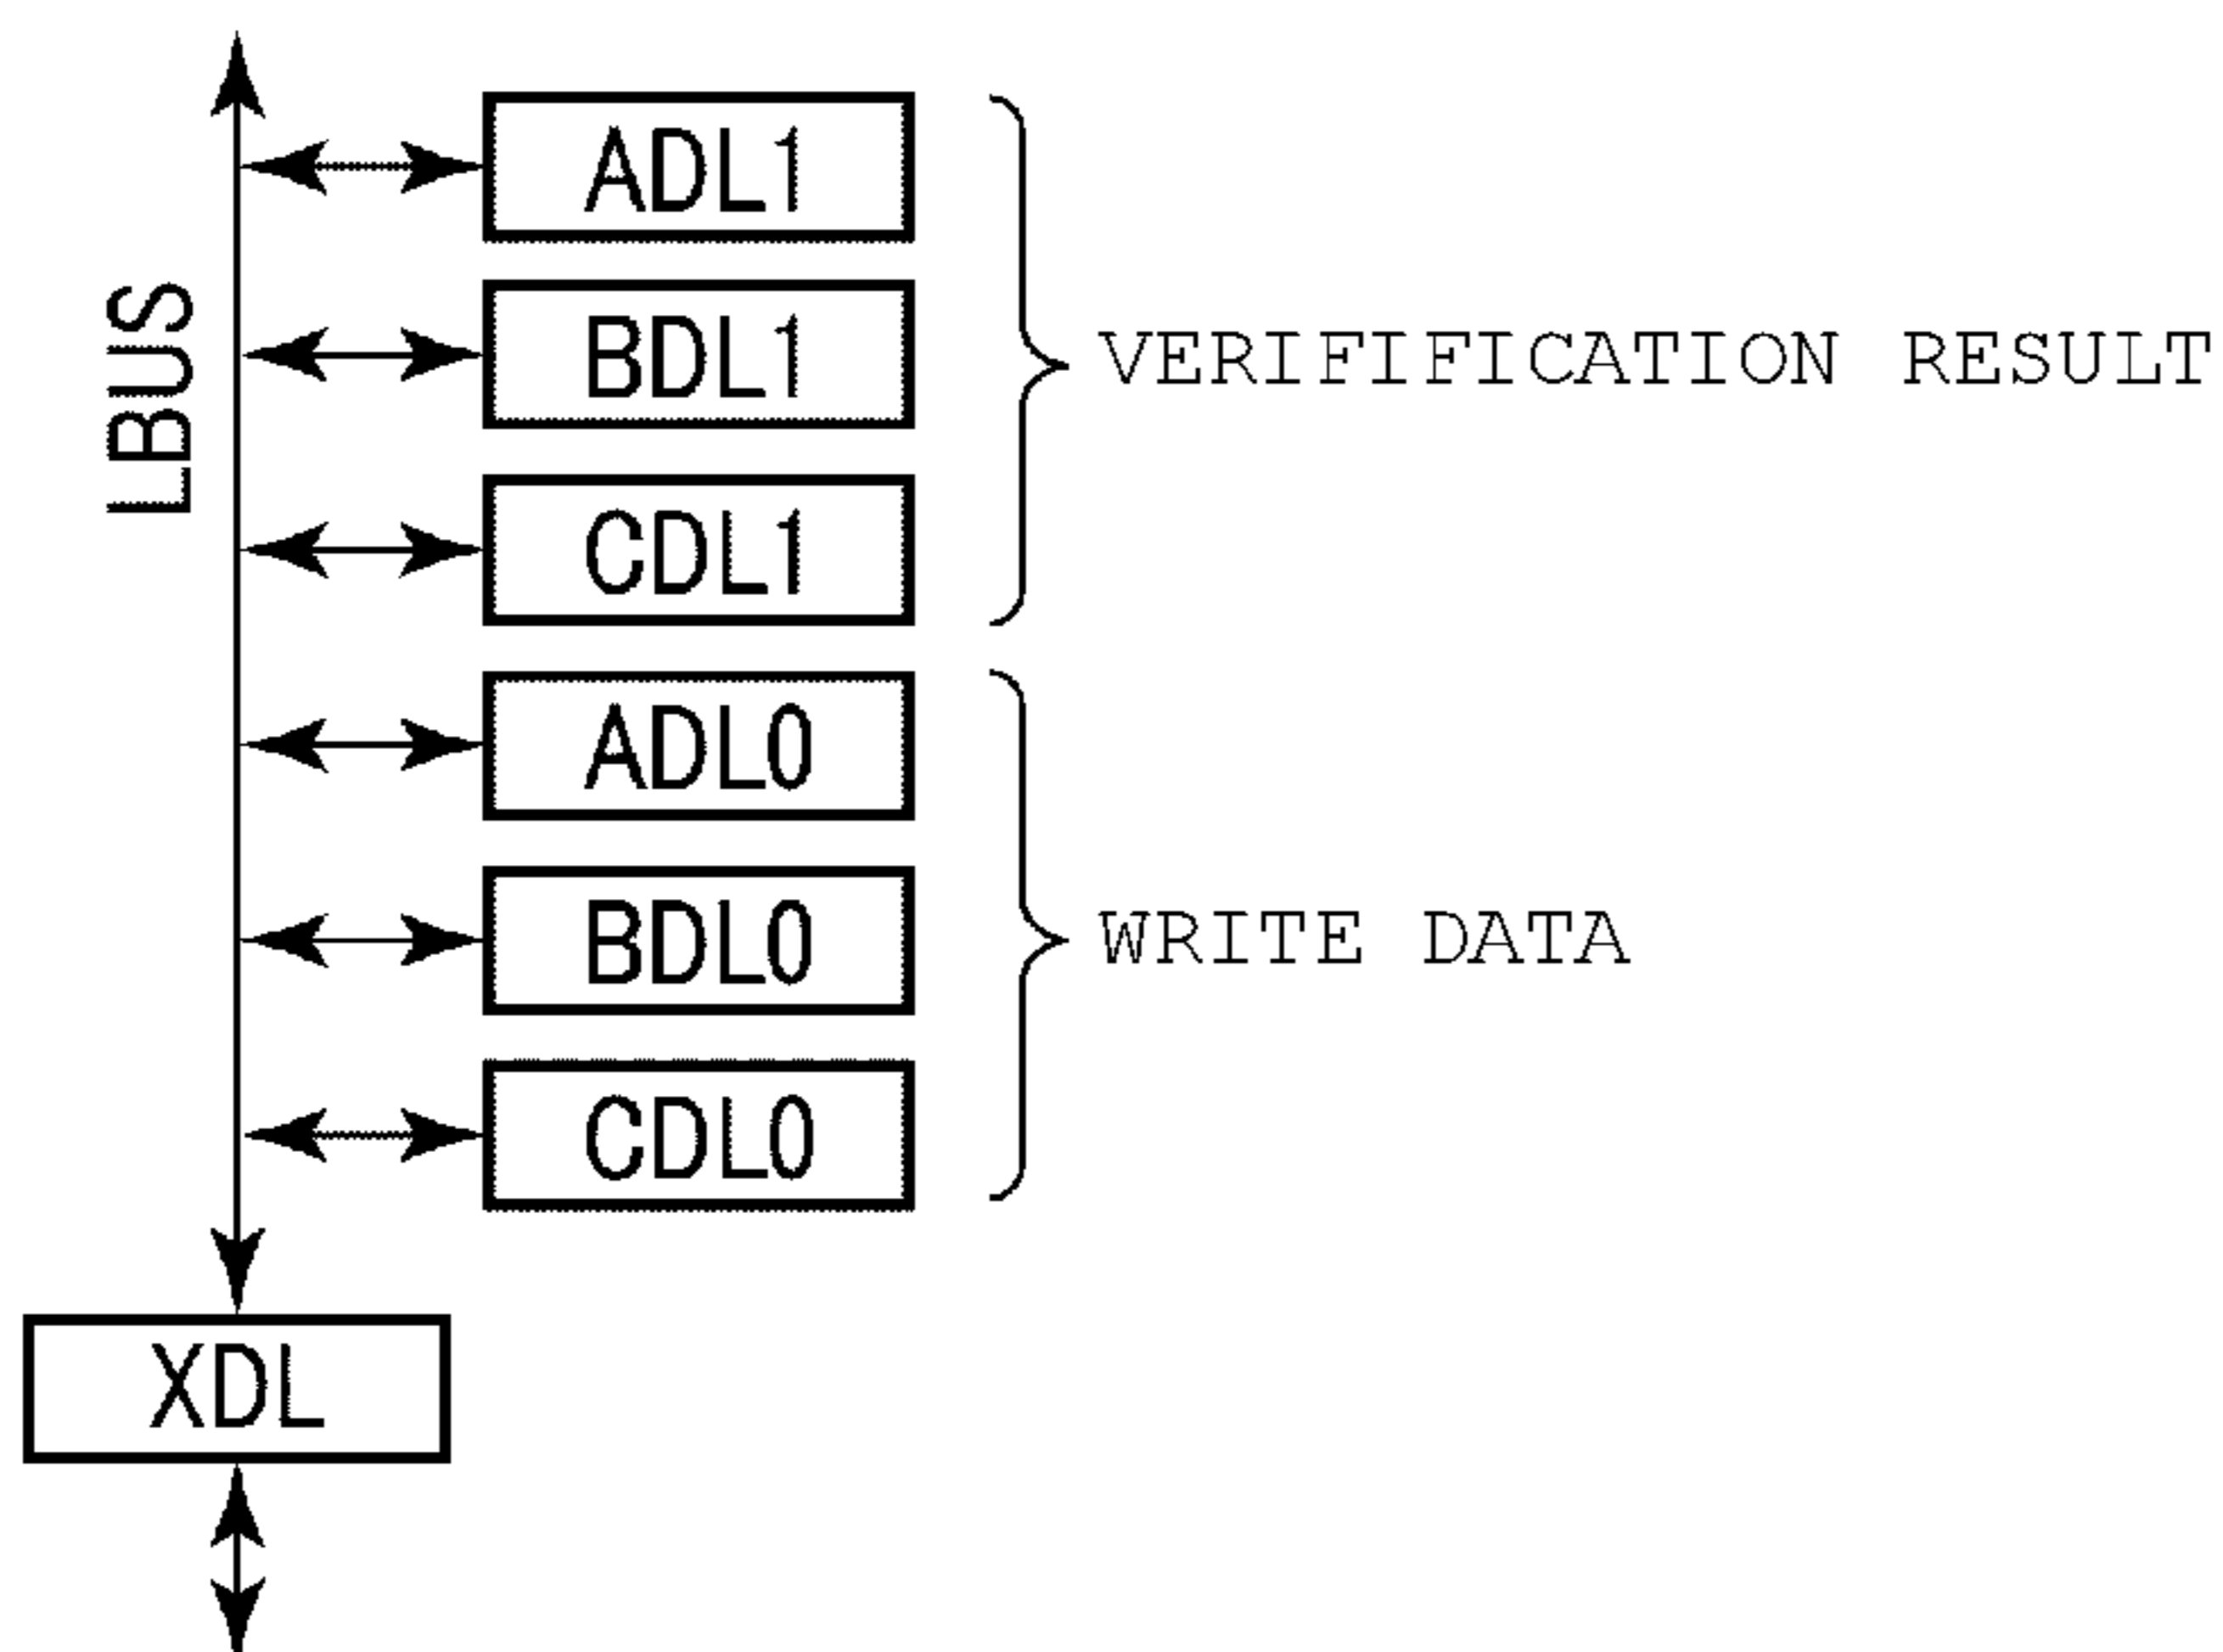 LBUS
ADL1
BDL1
VERIFIFICATION RESULT
CDL1
ADL0
BDL0
WRITE DATA
CDL0
XDL